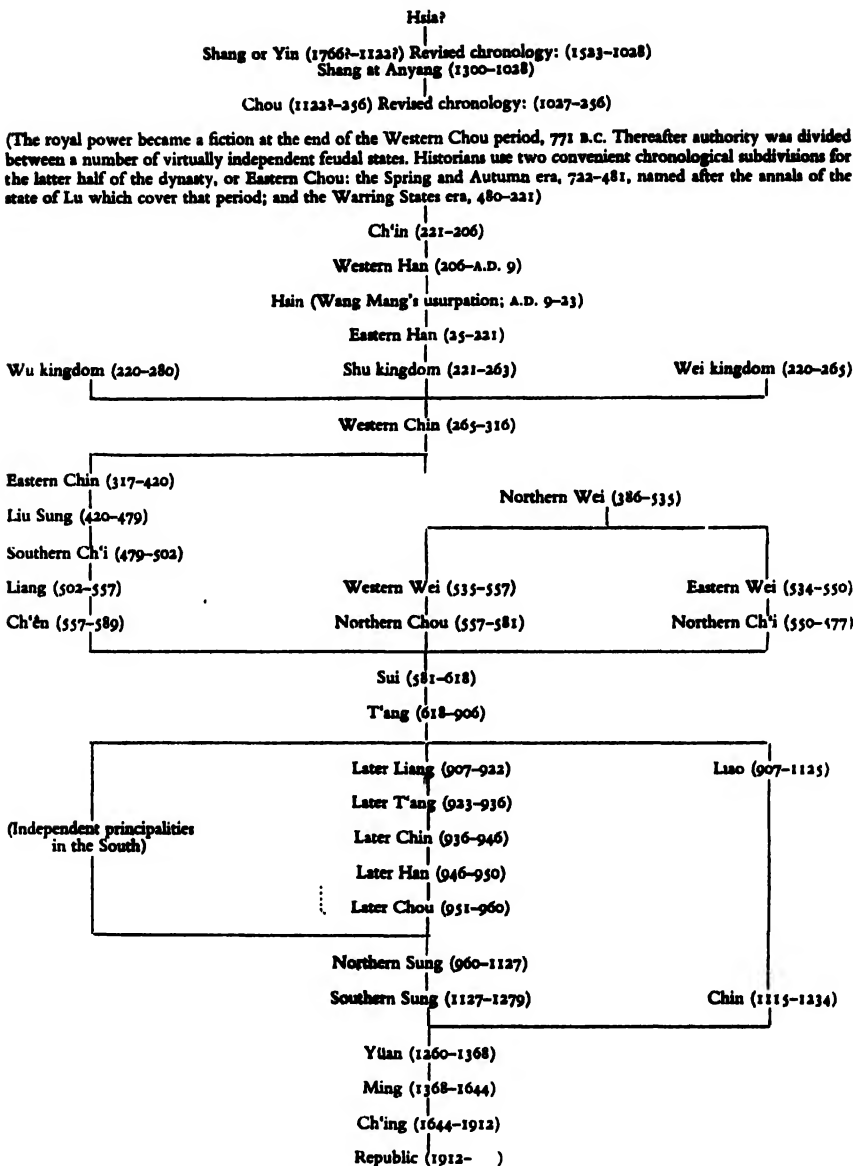 Hsia?
Shang or Yin (1766?–1122?) Revised chronology: (1523–1028)
Shang at Anyang (1300–1028)
Chou (1122?–256) Revised chronology: (1027–256)
(The royal power became a fiction at the end of the Western Chou period, 771 B.C. Thereafter authority was divided
between a number of virtually independent feudal states. Historians use two convenient chronological subdivisions for
the latter half of the dynasty, or Eastern Chou: the Spring and Autumn era, 722–481, named after the annals of the
state of Lu which cover that period; and the Warring States era, 480–221)
Ch'in (221–206)
Western Han (206–A.D. 9)
Hsin (Wang Mang's usurpation; A.D. 9–23)
Eastern Han (25–221)
Wu kingdom (220–280) Shu kingdom (221–263) Wei kingdom (220–265)
Western Chin (265–316)
Eastern Chin (317–420)
Northern Wei (386–535)
Liu Sung (420–479)
Southern Ch'i (479–502)
Liang (502–557) Western Wei (535–557) Eastern Wei (534–550)
Ch'ên (557–589) Northern Chou (557–581) Northern Ch'i (550–577)
Sui (581–618)
T'ang (618–906)
Later Liang (907–922) Liao (907–1125)
Later T'ang (923–936)
(Independent principalities
in the South)
Later Chin (936–946)
Later Han (946–950)
Later Chou (951–960)
Northern Sung (960–1127)
Southern Sung (1127–1279) Chin (1115–1234)
Yüan (1260–1368)
Ming (1368–1644)
Ch'ing (1644–1912)
Republic (1912– )